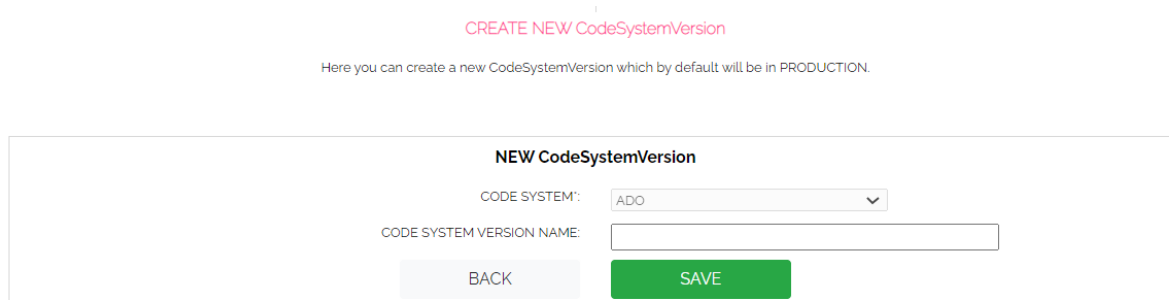 CREATE NEW CodeSystemVersion
Here you can create a new CodeSystemVersion which by default will be in PRODUCTION.
NEW CodeSystemVersion
CODE SYSTEM*: ADO
CODE SYSTEM VERSION NAME:
BACK SAVE